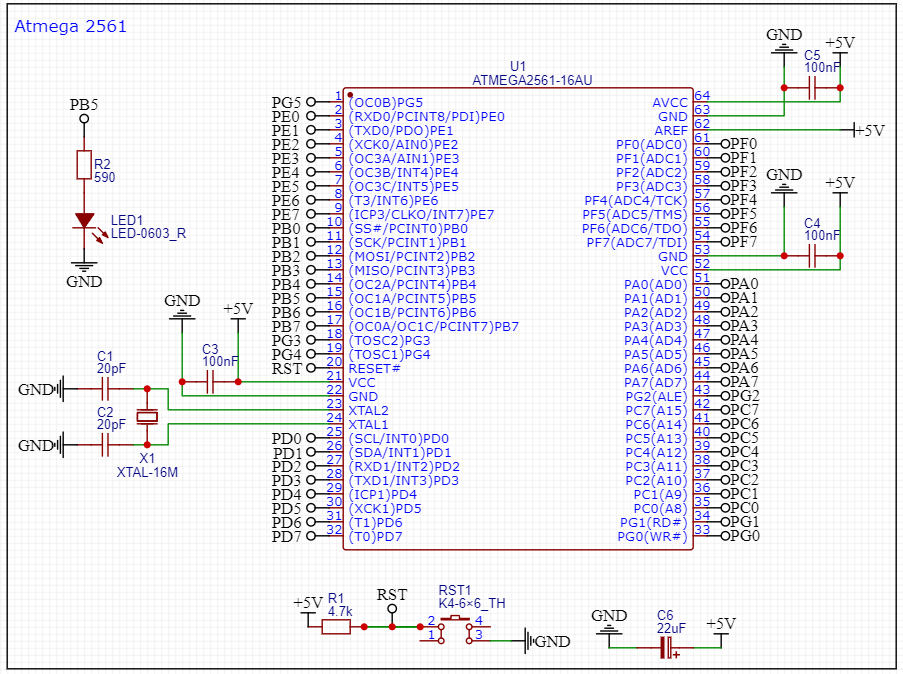 Atmega 2561
GND
+5V
C5
100nF
U1
ATMEGA2561-16AU
PG5 1 (OC0B)PG5
PE0 2 (RXD0/PCINT8/PDI)PE0
PE1 3 (TXD0/PDO)PE1
PE2 4 (XCK0/AIN0)PE2
PE3 5 (OC3A/AIN1)PE3
PE4 6 (OC3B/INT4)PE4
PE5 7 (OC3C/INT5)PE5
PE6 8 (T3/INT6)PE6
PE7 9 (ICP3/CLKO/INT7)PE7
PB0 10 (SS#/PCINT0)PB0
PB1 11 (SCK/PCINT1)PB1
PB2 12 (MOSI/PCINT2)PB2
PB3 13 (MISO/PCINT3)PB3
PB4 14 (OC2A/PCINT4)PB4
PB5 15 (OC1A/PCINT5)PB5
PB6 16 (OC1B/PCINT6)PB6
PB7 17 (OC0A/OC1C/PCINT7)PB7
PG3 18 (TOSC2)PG3
PG4 19 (TOSC1)PG4
RST 20 RESET#
21 VCC
22 GND
23 XTAL2
24 XTAL1
PD0 25 (SCL/INT0)PD0
PD1 26 (SDA/INT1)PD1
PD2 27 (RXD1/INT2)PD2
PD3 28 (TXD1/INT3)PD3
PD4 29 (ICP1)PD4
PD5 30 (XCK1)PD5
PD6 31 (T1)PD6
PD7 32 (T0)PD7
AVCC 64
GND 63
AREF 62 +5V
PF0(ADC0) 61 PF0
PF1(ADC1) 60 PF1
PF2(ADC2) 59 PF2
PF3(ADC3) 58 PF3
PF4(ADC4/TCK) 57 PF4
PF5(ADC5/TMS) 56 PF5
PF6(ADC6/TDO) 55 PF6
PF7(ADC7/TDI) 54 PF7
GND 53
VCC 52
PA0(AD0) 51 PA0
PA1(AD1) 50 PA1
PA2(AD2) 49 PA2
PA3(AD3) 48 PA3
PA4(AD4) 47 PA4
PA5(AD5) 46 PA5
PA6(AD6) 45 PA6
PA7(AD7) 44 PA7
PG2(ALE) 43 PG2
PC7(A15) 42 PC7
PC6(A14) 41 PC6
PC5(A13) 40 PC5
PC4(A12) 39 PC4
PC3(A11) 38 PC3
PC2(A10) 37 PC2
PC1(A9) 36 PC1
PC0(A8) 35 PC0
PG1(RD#) 34 PG1
PG0(WR#) 33 PG0
GND
+5V
C4
100nF
PB5
R2
590
LED1
LED-0603_R
GND
GND
+5V
C3
100nF
C1
20pF
GND
C2
20pF
GND
X1
XTAL-16M
+5V
R1
4.7k
RST
RST1
K4-6×6_TH
2 4
1 3
GND
GND
C6
22uF
+5V
+